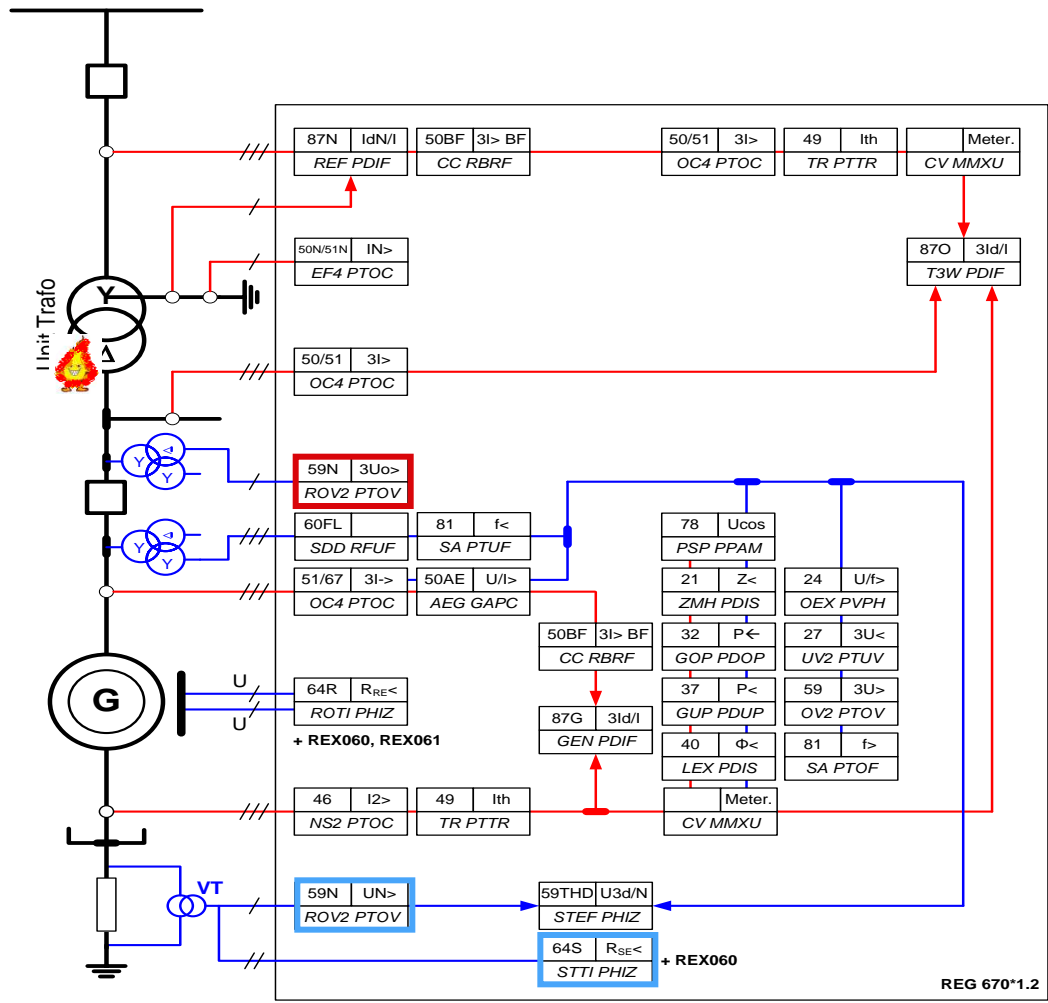 87N IdN/I
REF PDIF
50BF 3I> BF
CC RBRF
50/51 3I>
OC4 PTOC
49 Ith
TR PTTR
Meter.
CV MMXU
50N/51N IN>
EF4 PTOC
87O 3Id/I
T3W PDIF
Unit Trafo
Y
Δ
50/51 3I>
OC4 PTOC
Y
Y
59N 3Uo>
ROV2 PTOV
Y
60FL
SDD RFUF
81 f<
SA PTUF
78 Ucos
PSP PPAM
51/67 3I->
OC4 PTOC
50AE U/I>
AEG GAPC
21 Z<
ZMH PDIS
24 U/f>
OEX PVPH
50BF 3I> BF
CC RBRF
32 P←
GOP PDOP
27 3U<
UV2 PTUV
G
U
U
64R RRE<
ROTI PHIZ
+ REX060, REX061
87G 3Id/I
GEN PDIF
37 P<
GUP PDUP
59 3U>
OV2 PTOV
40 Φ<
LEX PDIS
81 f>
SA PTOF
46 I2>
NS2 PTOC
49 Ith
TR PTTR
Meter.
CV MMXU
VT
59N UN>
ROV2 PTOV
59THD U3d/N
STEF PHIZ
64S RSE<
STTI PHIZ
+ REX060
REG 670*1.2